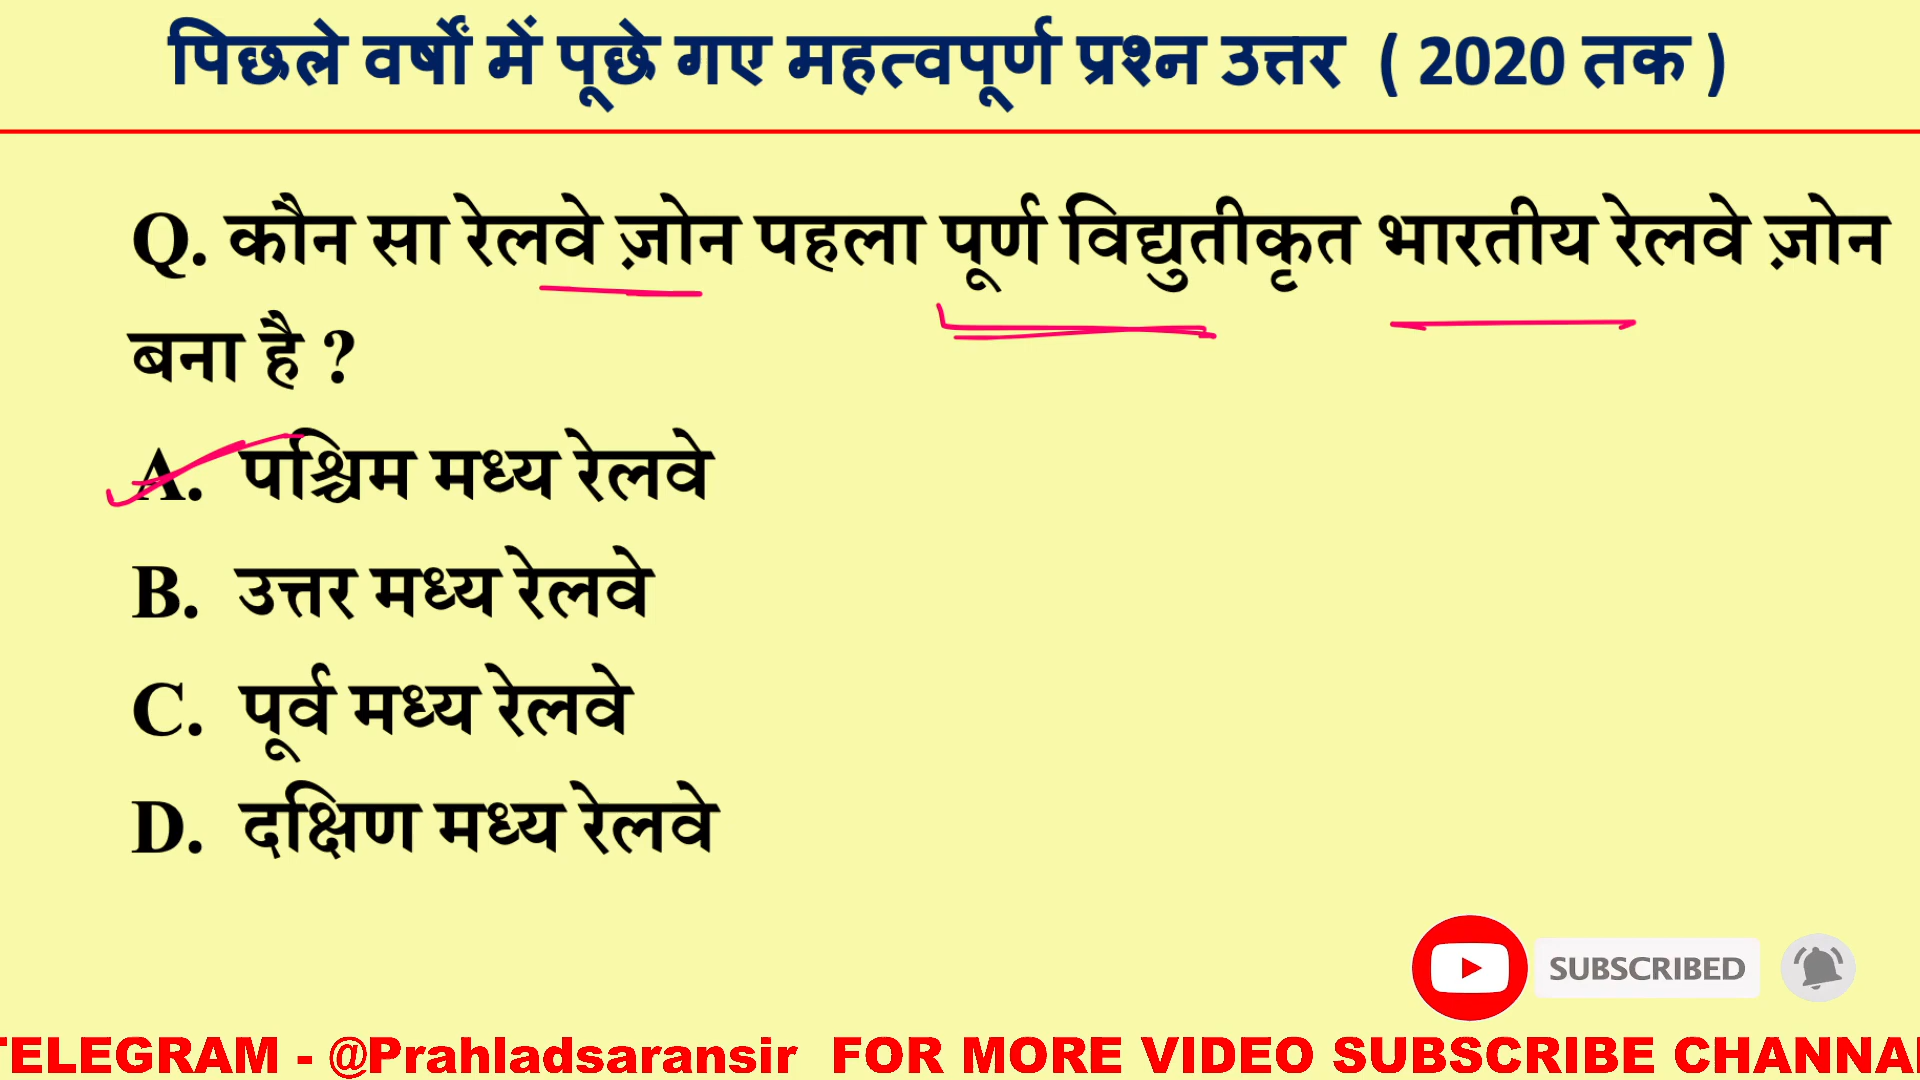 पिछले वर्षों में पूछे गए महत्वपूर्ण प्रश्न उत्तर ( 2020 तक )
Q. कौन सा रेलवे ज़ोन पहला पूर्ण विद्युतीकृत भारतीय रेलवे ज़ोन
बना है ?
A. पश्चिम मध्य रेलवे
B. उत्तर मध्य रेलवे
C. पूर्व मध्य रेलवे
D. दक्षिण मध्य रेलवे
SUBSCRIBED
TELEGRAM - @Prahladsaransir FOR MORE VIDEO SUBSCRIBE CHANNA